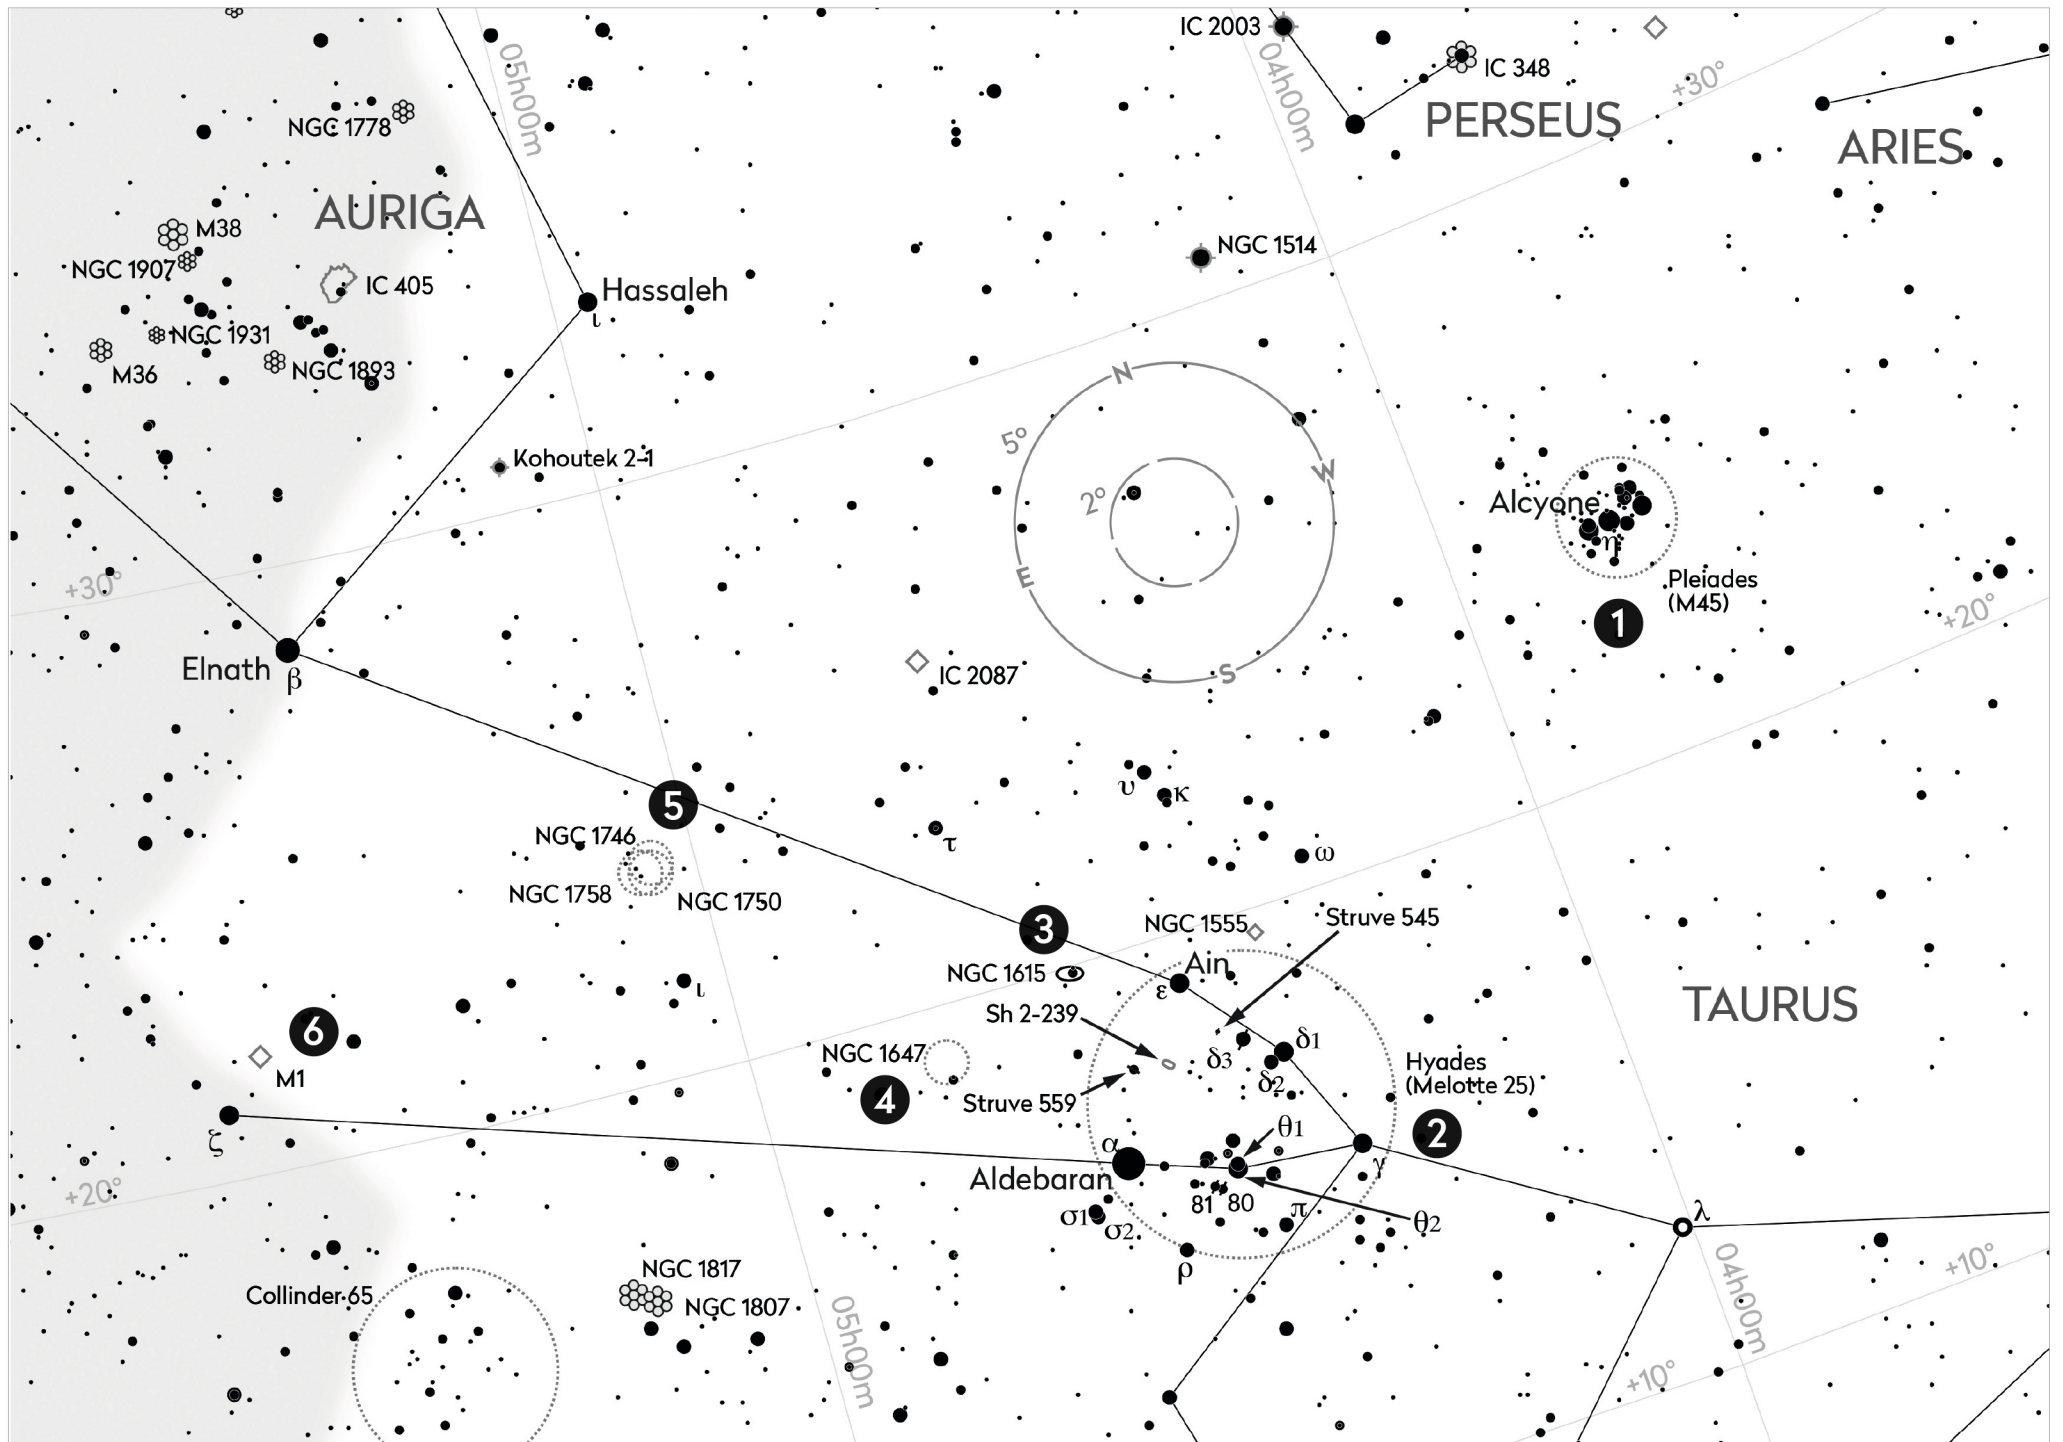 IC 2003
04h00m
IC 348
05h00m
+30°
PERSEUS
ARIES
NGC 1778
AURIGA
M38
NGC 1907
IC 405
NGC 1514
Hassaleh
ι
NGC 1931
M36
NGC 1893
N
5°
Kohoutek 2-1
W
2°
Alcyone
η
E
+30°
Pleiades
(M45)
1
+20°
Elnath
β
IC 2087
S
5
υ
κ
NGC 1746
τ
ω
NGC 1758
NGC 1750
3
NGC 1555
Struve 545
Ain
NGC 1615
ε
ι
TAURUS
Sh 2-239
6
δ1
δ3
NGC 1647
Hyades
(Melotte 25)
M1
δ2
4
Struve 559
θ1
2
ζ
α
Aldebaran
γ
+20°
81
80
π
λ
σ1
σ2
θ2
ρ
+10°
NGC 1817
Collinder 65
NGC 1807
05h00m
04h00m
+10°